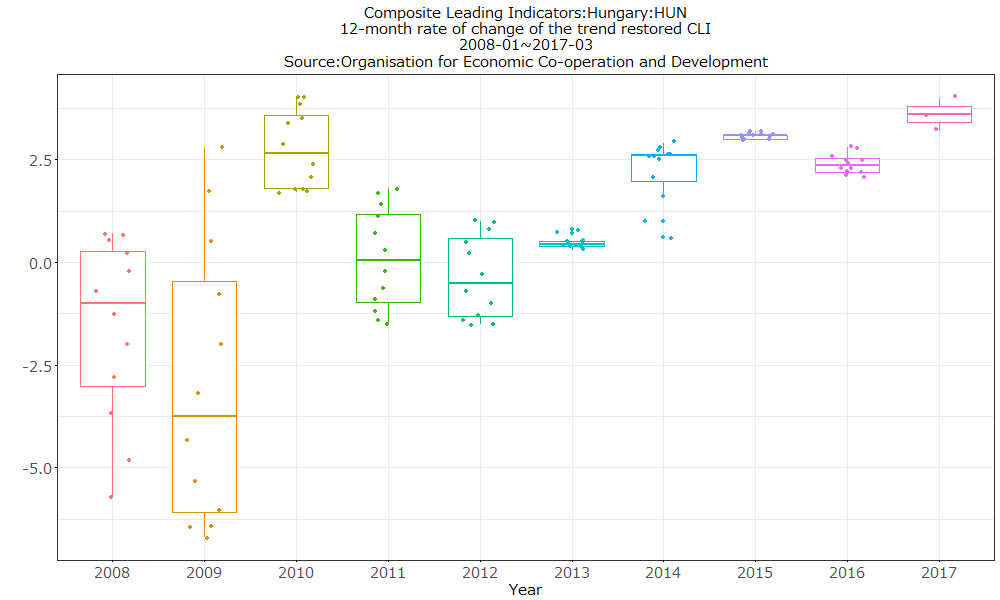 Composite Leading Indicators:Hungary:HUN
12-month rate of change of the trend restored CLI
2008-01~2017-03
Source:Organisation for Economic Co-operation and Development
2.5
0.0
-2.5
-5.0
2008 2009 2010 2011 2012 2013 2014 2015 2016 2017
Year